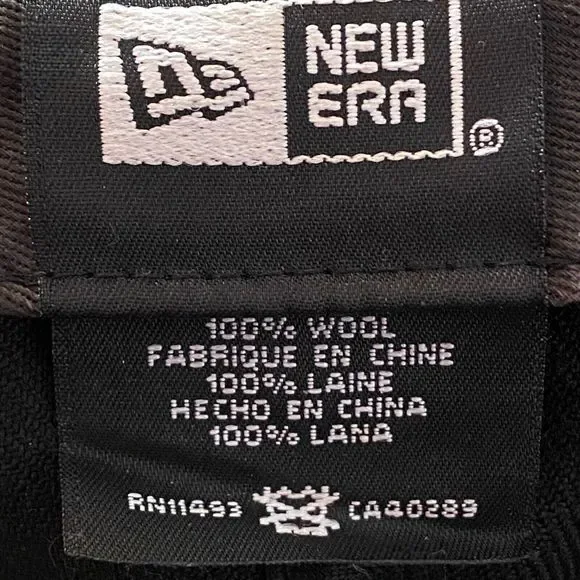 NEW
ERA
®
100% WOOL
FABRIQUE EN CHINE
100% LAINE
HECHO EN CHINA
100% LANA
RN11493 CA40289